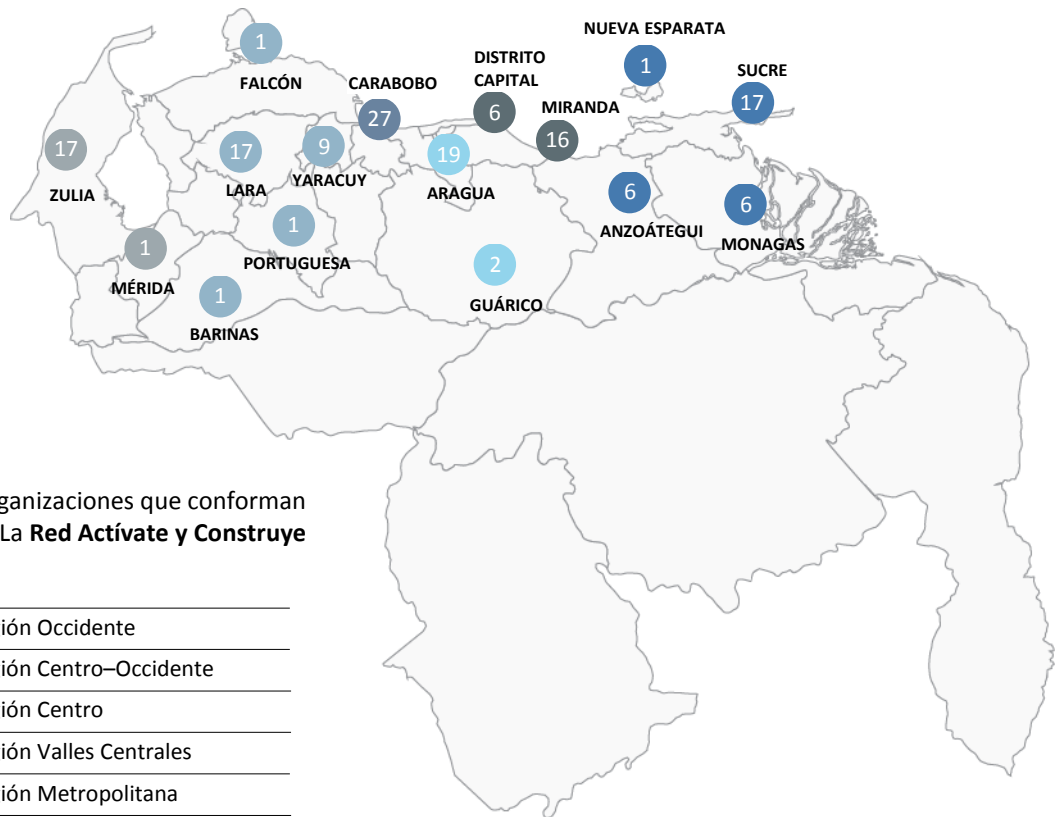 NUEVA ESPARATA
1
1
FALCÓN
CARABOBO
27
DISTRITO
CAPITAL
6
MIRANDA
16
SUCRE
17
17
ZULIA
17
LARA
9
YARACUY
19
ARAGUA
6
ANZOÁTEGUI
6
MONAGAS
1
MÉRIDA
1
PORTUGUESA
1
BARINAS
2
GUÁRICO
ganizaciones que conforman
La Red Actívate y Construye
ión Occidente
ión Centro–Occidente
ión Centro
ión Valles Centrales
ión Metropolitana